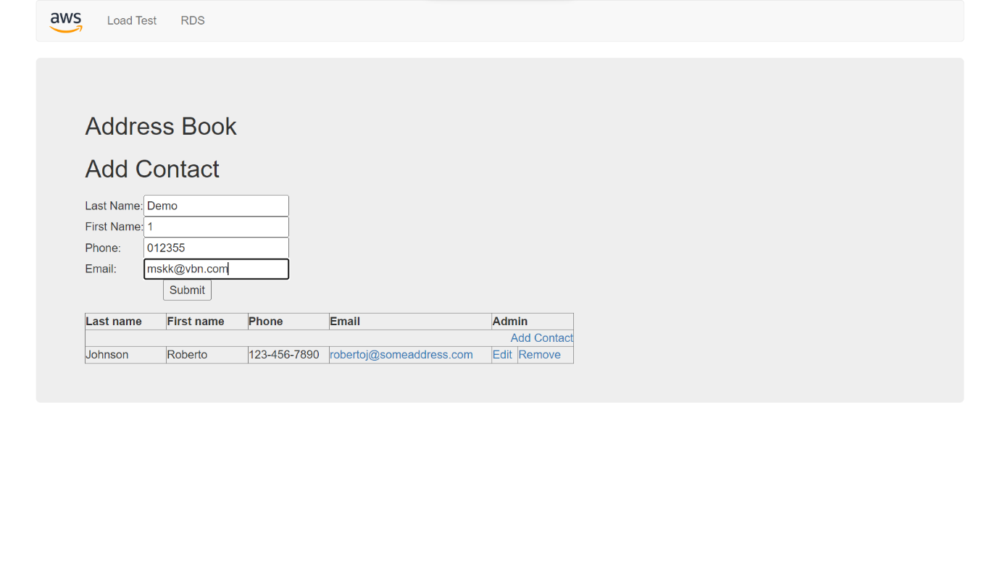 aws Load Test RDS
Address Book
Add Contact
Last Name: Demo
First Name: 1
Phone: 012355
Email: mskk@vbn.com
Submit
Last name First name Phone Email Admin
Add Contact
Johnson Roberto 123-456-7890 robertoj@someaddress.com Edit Remove